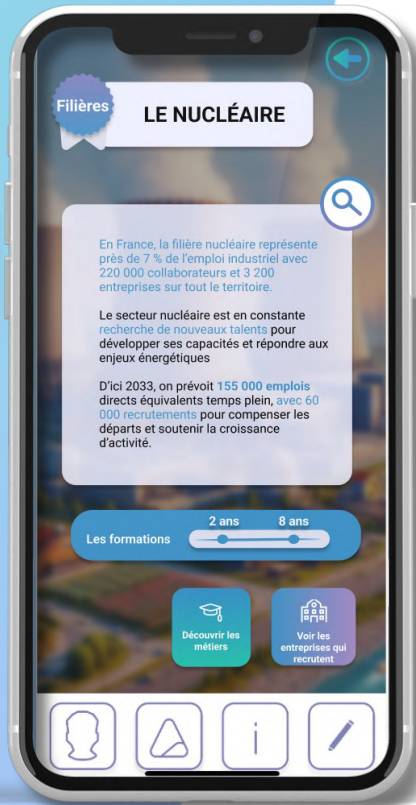 Filières
LE NUCLÉAIRE
En France, la filière nucléaire représente
près de 7 % de l'emploi industriel avec
220 000 collaborateurs et 3 200
entreprises sur tout le territoire.
Le secteur nucléaire est en constante
recherche de nouveaux talents pour
développer ses capacités et répondre aux
enjeux énergétiques
D'ici 2033, on prévoit 155 000 emplois
directs équivalents temps plein, avec 60
000 recrutements pour compenser les
départs et soutenir la croissance
d'activité.
2 ans 8 ans
Les formations
Découvrir les
métiers
Voir les
entreprises qui
recrutent